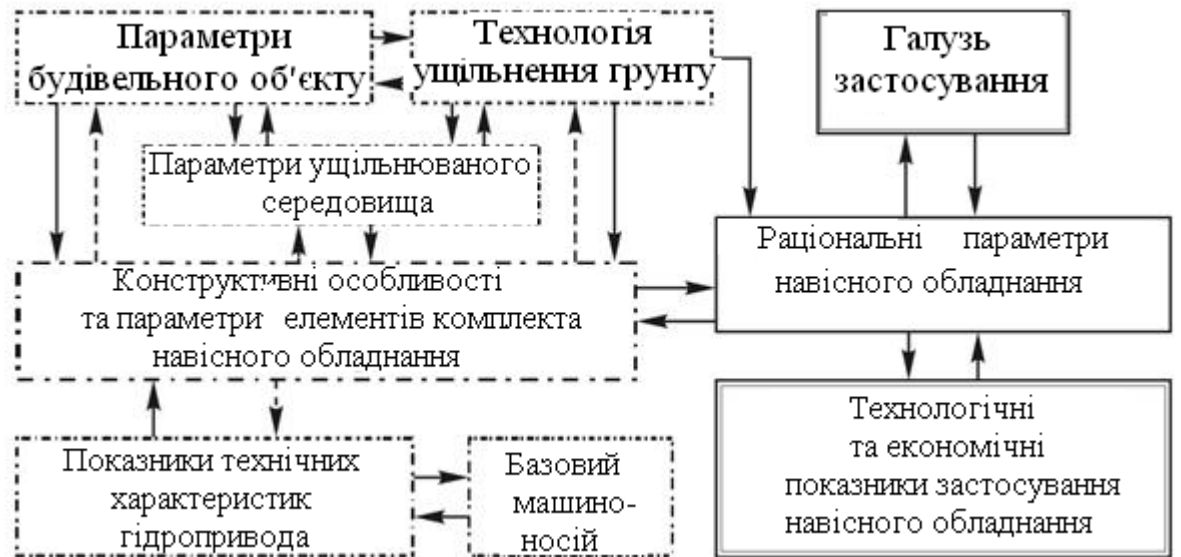 Параметри
будівельного об'єкту
Технологія
ущільнення грунту
Галузь
застосування
Параметри ущільнюваного
середовища
Раціональні параметри
навісного обладнання
Конструктивні особливості
та параметри елементів комплекта
навісного обладнання
Технологічні
та економічні
показники застосування
навісного обладнання
Показники технічних
характеристик
гідропривода
Базовий
машино-
носій